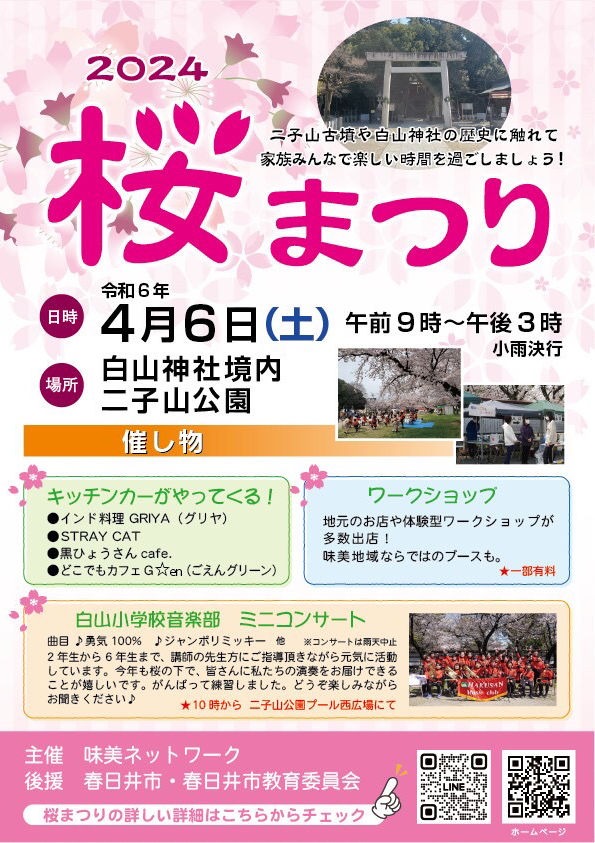 2024
桜まつり
二子山古墳や白山神社の歴史に触れて
家族みんなで楽しい時間を過ごしましょう！
日時
令和6年
4月6日(土)
午前9時～午後3時
小雨決行
場所
白山神社境内
二子山公園
催し物
キッチンカーがやってくる！
●インド料理 GRIYA（グリヤ）
●STRAY CAT
●黒ひょうさん cafe.
●どこでもカフェG☆en（ごえんグリーン）
ワークショップ
地元のお店や体験型ワークショップが
多数出店！
味美地域ならではのブースも。
★一部有料
白山小学校音楽部　ミニコンサート
曲目 ♪勇気100%　♪ジャンボリミッキー　他　※コンサートは雨天中止
2年生から6年生まで、講師の先生方にご指導頂きながら元気に活動
しています。今年も桜の下で、皆さんに私たちの演奏をお届けできる
ことが嬉しいです。がんばって練習しました。どうぞ楽しみながら
お聞きください♪
★10時から　二子山公園プール西広場にて
HAKUSAN
Music club
主催　味美ネットワーク
後援　春日井市・春日井市教育委員会
桜まつりの詳しい詳細はこちらからチェック
LINE
ホームページ